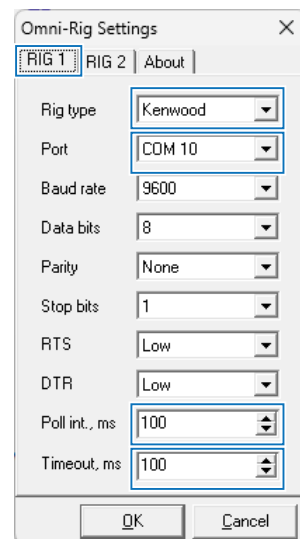 Omni-Rig Settings
RIG 1 RIG 2 About
Rig type Kenwood
Port COM 10
Baud rate 9600
Data bits 8
Parity None
Stop bits 1
RTS Low
DTR Low
Poll int., ms 100
Timeout, ms 100
OK Cancel